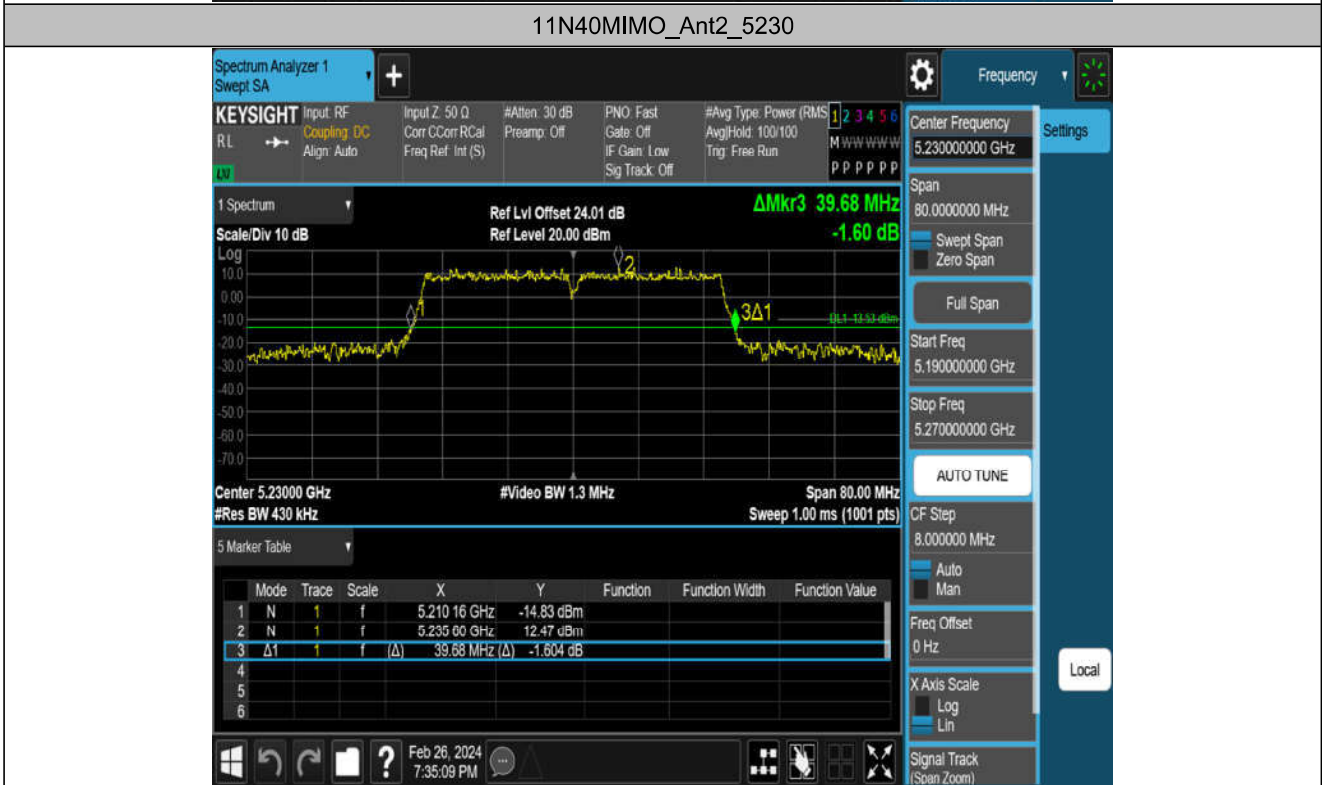 11N40MIMO_Ant2_5230
Spectrum Analyzer 1
Swept SA
Frequency
KEYSIGHT
RL
LXI
Input: RF
Coupling: DC
Align: Auto
Input Z: 50 Ω
Corr CCorr RCal
Freq Ref: Int (S)
#Atten: 30 dB
Preamp: Off
PNO: Fast
Gate: Off
IF Gain: Low
Sig Track: Off
#Avg Type: Power (RMS
Avg|Hold: 100/100
Trig: Free Run
1 2 3 4 5 6
M W W W W W
P P P P P P
1 Spectrum
Scale/Div 10 dB
Ref Lvl Offset 24.01 dB
Ref Level 20.00 dBm
ΔMkr3 39.68 MHz
-1.60 dB
Log
10.0
0.00
-10.0
-20.0
-30.0
-40.0
-50.0
-60.0
-70.0
1
2
3Δ1
DL1 -13.53 dBm
Center 5.23000 GHz
#Res BW 430 kHz
#Video BW 1.3 MHz
Span 80.00 MHz
Sweep 1.00 ms (1001 pts)
5 Marker Table
Mode Trace Scale X Y Function Function Width Function Value
1 N 1 f 5.210 16 GHz -14.83 dBm
2 N 1 f 5.235 60 GHz 12.47 dBm
3 Δ1 1 f (Δ) 39.68 MHz (Δ) -1.604 dB
4
5
6
Center Frequency
5.230000000 GHz
Settings
Span
80.0000000 MHz
Swept Span
Zero Span
Full Span
Start Freq
5.190000000 GHz
Stop Freq
5.270000000 GHz
AUTO TUNE
CF Step
8.000000 MHz
Auto
Man
Freq Offset
0 Hz
Local
X Axis Scale
Log
Lin
Signal Track
(Span Zoom)
?
Feb 26, 2024
7:35:09 PM